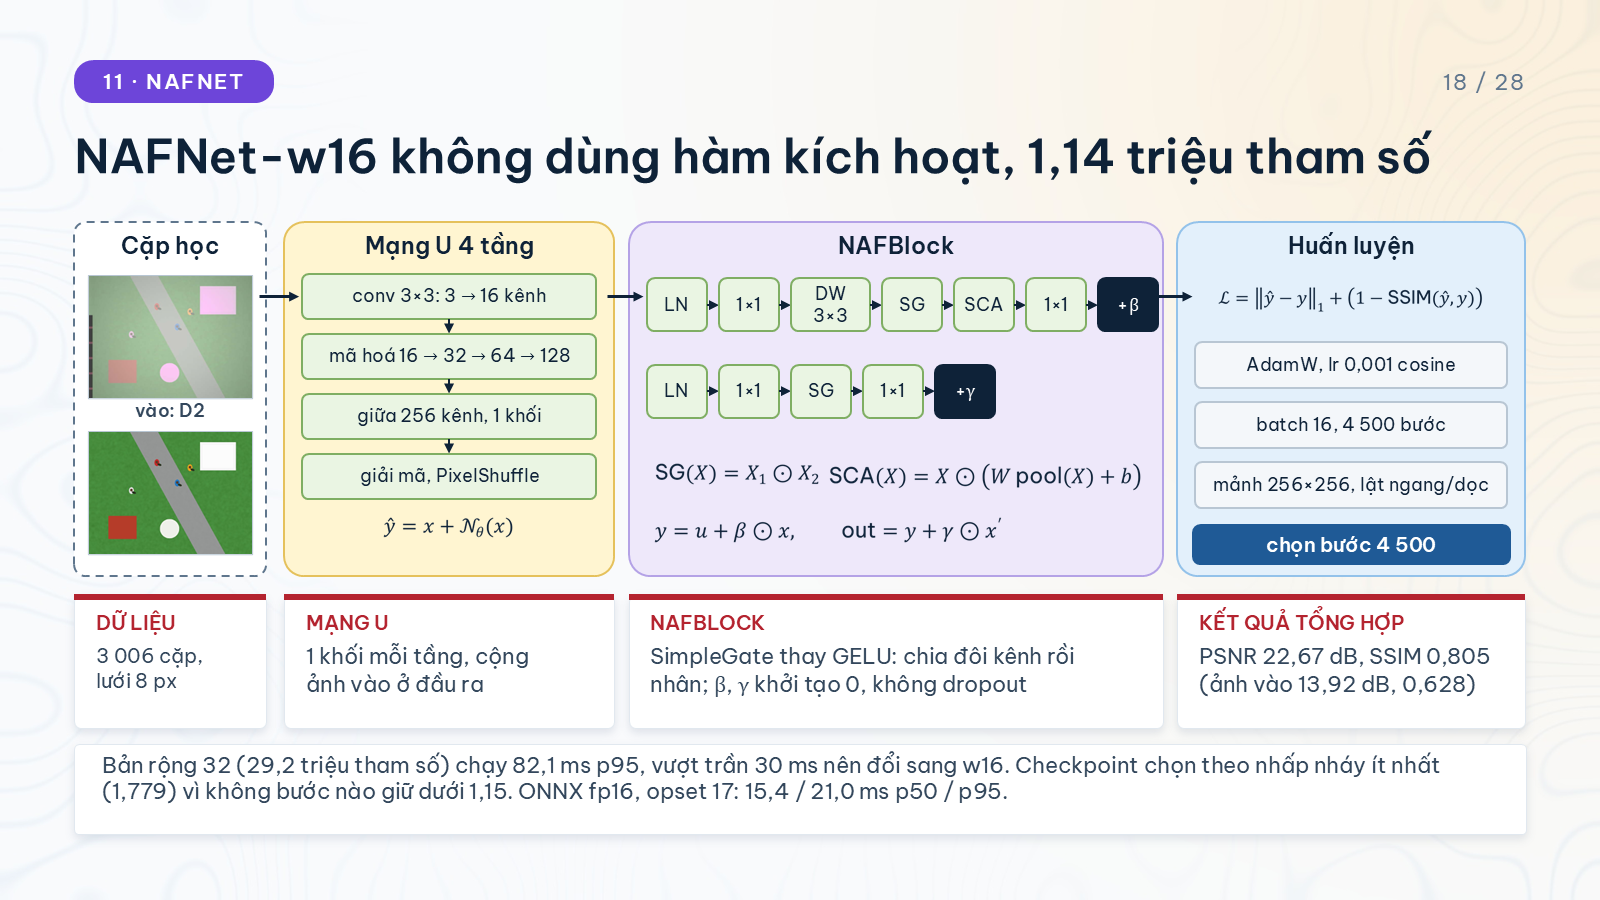 11 · NAFNET
18 / 28
NAFNet-w16 không dùng hàm kích hoạt, 1,14 triệu tham số
Cặp học
vào: D2
Mạng U 4 tầng
conv 3×3: 3 → 16 kênh
mã hoá 16 → 32 → 64 → 128
giữa 256 kênh, 1 khối
giải mã, PixelShuffle
ŷ = x + 𝒩θ(x)
NAFBlock
LN 1×1 DW 3×3 SG SCA 1×1 +β
LN 1×1 SG 1×1 +γ
SG(X) = X₁ ⊙ X₂ SCA(X) = X ⊙ (W pool(X) + b)
y = u + β ⊙ x, out = y + γ ⊙ x′
Huấn luyện
ℒ = ‖ŷ − y‖₁ + (1 − SSIM(ŷ, y))
AdamW, lr 0,001 cosine
batch 16, 4 500 bước
mảnh 256×256, lật ngang/dọc
chọn bước 4 500
DỮ LIỆU
3 006 cặp,
lưới 8 px
MẠNG U
1 khối mỗi tầng, cộng
ảnh vào ở đầu ra
NAFBLOCK
SimpleGate thay GELU: chia đôi kênh rồi
nhân; β, γ khởi tạo 0, không dropout
KẾT QUẢ TỔNG HỢP
PSNR 22,67 dB, SSIM 0,805
(ảnh vào 13,92 dB, 0,628)
Bản rộng 32 (29,2 triệu tham số) chạy 82,1 ms p95, vượt trần 30 ms nên đổi sang w16. Checkpoint chọn theo nhấp nháy ít nhất
(1,779) vì không bước nào giữ dưới 1,15. ONNX fp16, opset 17: 15,4 / 21,0 ms p50 / p95.